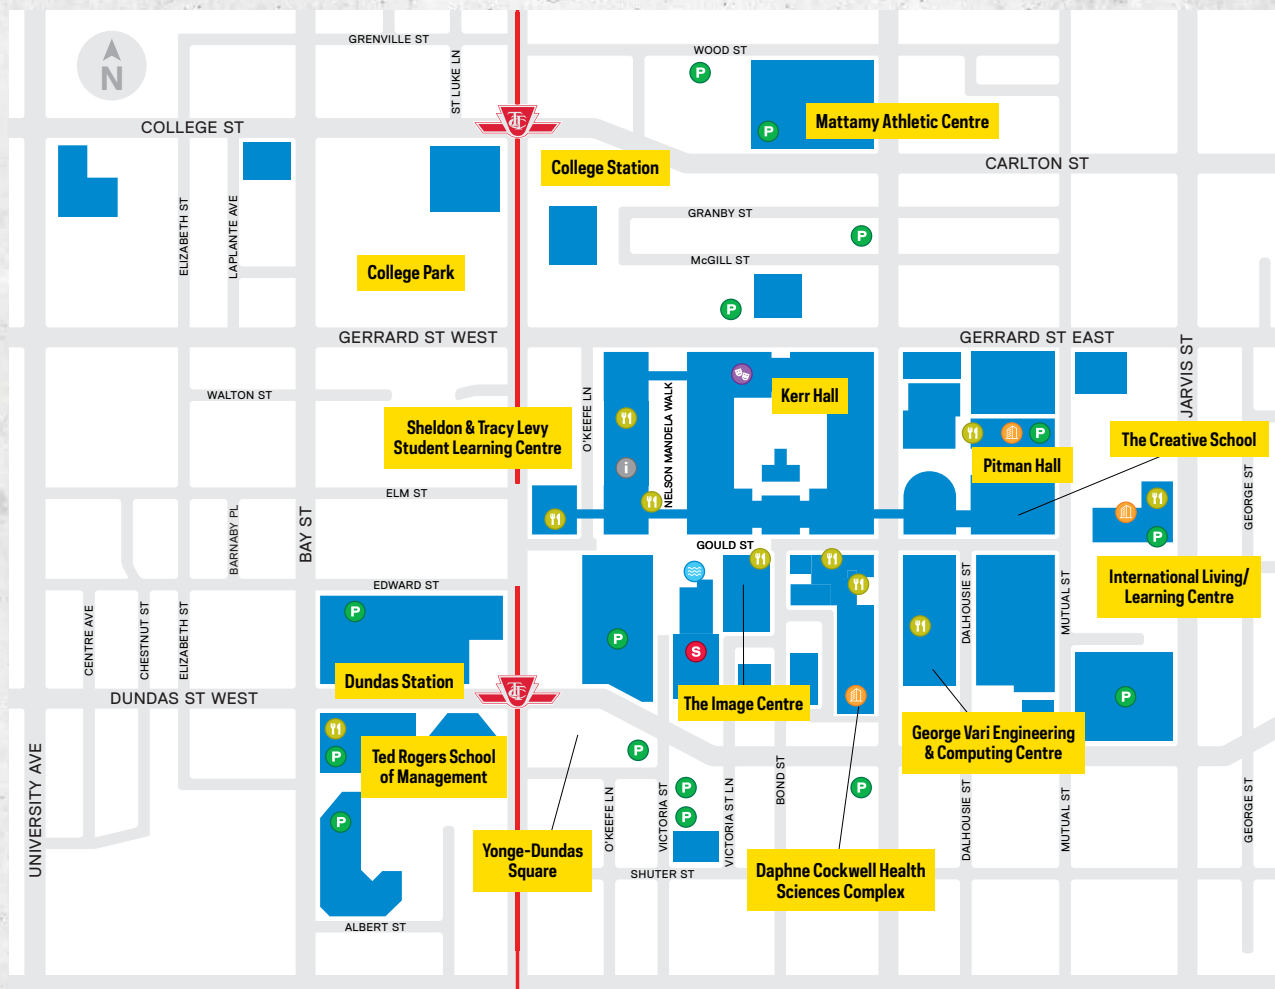 GRENVILLE ST
WOOD ST
ST LUKE LN
N
P
COLLEGE ST
TTC
P
Mattamy Athletic Centre
College Station
CARLTON ST
ELIZABETH ST
LAPLANTE AVE
GRANBY ST
P
McGILL ST
College Park
P
GERRARD ST WEST
GERRARD ST EAST
JARVIS ST
WALTON ST
O'KEEFE LN
NELSON MANDELA WALK
Kerr Hall
Sheldon & Tracy Levy
Student Learning Centre
P
The Creative School
Pitman Hall
i
ELM ST
GEORGE ST
BARNABY PL
BAY ST
P
GOULD ST
EDWARD ST
International Living/
Learning Centre
CENTRE AVE
CHESTNUT ST
ELIZABETH ST
P
P
DALHOUSIE ST
MUTUAL ST
S
Dundas Station
TTC
The Image Centre
P
DUNDAS ST WEST
George Vari Engineering
& Computing Centre
P
Ted Rogers School
of Management
P
UNIVERSITY AVE
P
O'KEEFE LN
VICTORIA ST
P
P
VICTORIA ST LN
BOND ST
P
DALHOUSIE ST
MUTUAL ST
GEORGE ST
Yonge-Dundas
Square
Daphne Cockwell Health
Sciences Complex
SHUTER ST
ALBERT ST